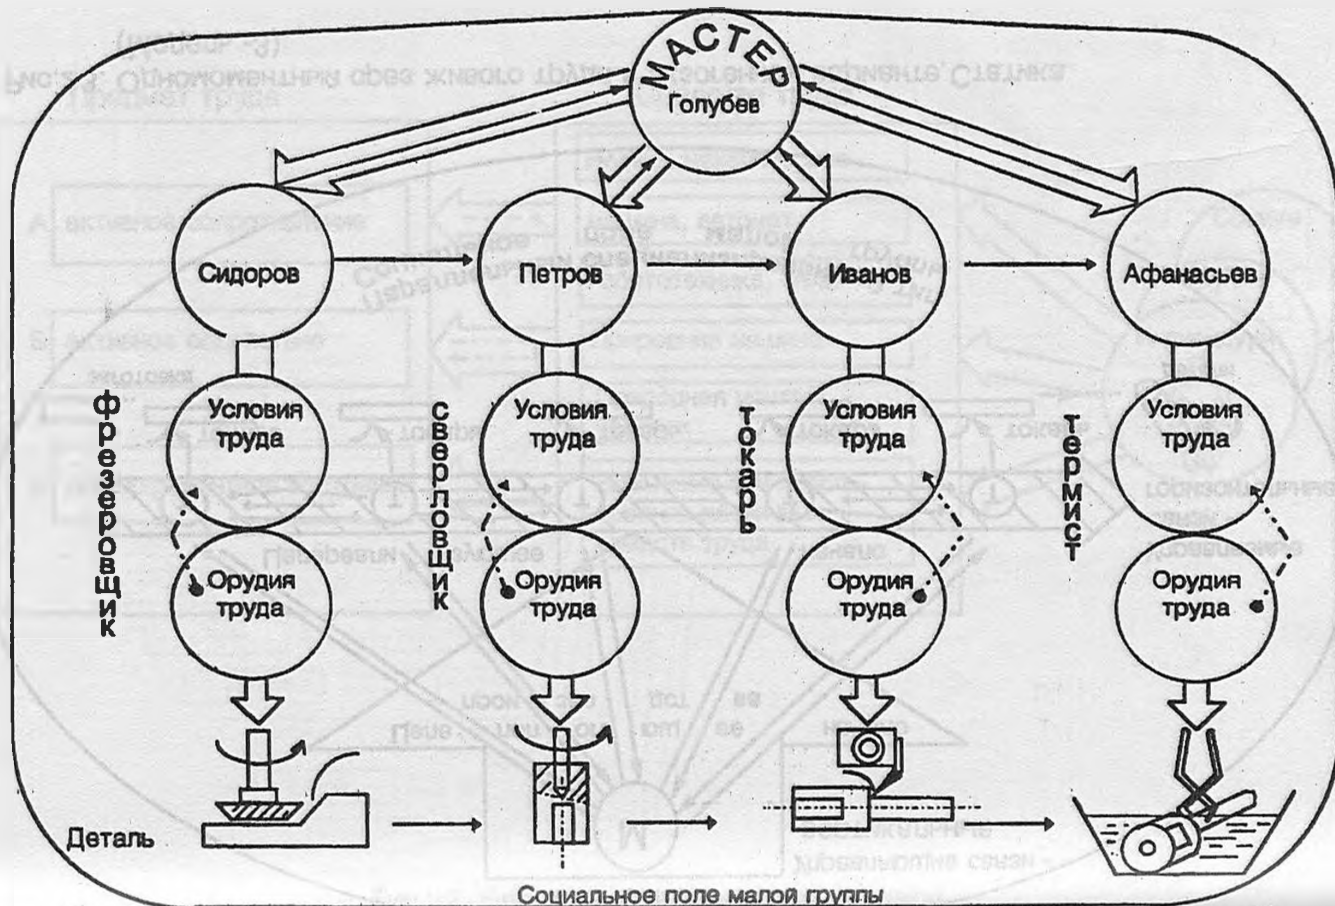 МАСТЕР
Голубев
Сидоров
Петров
Иванов
Афанасьев
фрезеровщик
Условия
труда
Орудия
труда
сверловщик
Условия
труда
Орудия
труда
токарь
Условия
труда
Орудия
труда
термист
Условия
труда
Орудия
труда
Деталь
Социальное поле малой группы